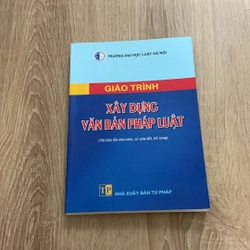 TRƯỜNG ĐẠI HỌC LUẬT HÀ NỘI
GIÁO TRÌNH
XÂY DỰNG
VĂN BẢN PHÁP LUẬT
TP
NHÀ XUẤT BẢN TƯ PHÁP